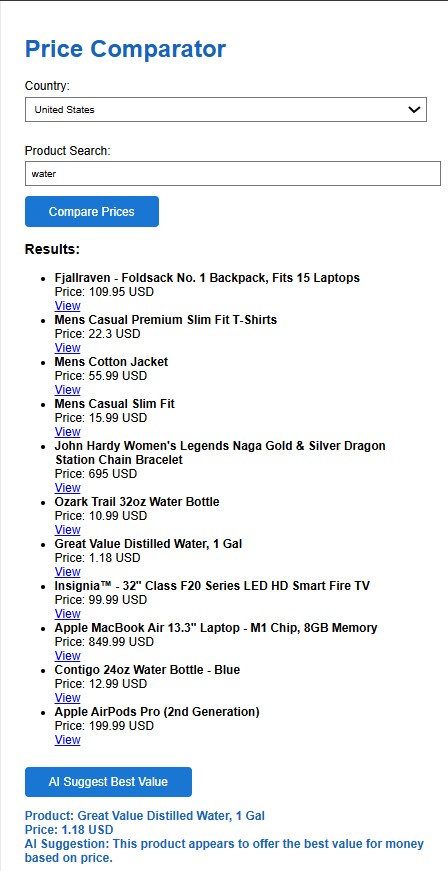 Price Comparator
Country:
United States
Product Search:
water
Compare Prices
Results:
Fjallraven - Foldsack No. 1 Backpack, Fits 15 Laptops
Price: 109.95 USD
View
Mens Casual Premium Slim Fit T-Shirts
Price: 22.3 USD
View
Mens Cotton Jacket
Price: 55.99 USD
View
Mens Casual Slim Fit
Price: 15.99 USD
View
John Hardy Women's Legends Naga Gold & Silver Dragon
Station Chain Bracelet
Price: 695 USD
View
Ozark Trail 32oz Water Bottle
Price: 10.99 USD
View
Great Value Distilled Water, 1 Gal
Price: 1.18 USD
View
Insignia™ - 32" Class F20 Series LED HD Smart Fire TV
Price: 99.99 USD
View
Apple MacBook Air 13.3" Laptop - M1 Chip, 8GB Memory
Price: 849.99 USD
View
Contigo 24oz Water Bottle - Blue
Price: 12.99 USD
View
Apple AirPods Pro (2nd Generation)
Price: 199.99 USD
View
AI Suggest Best Value
Product: Great Value Distilled Water, 1 Gal
Price: 1.18 USD
AI Suggestion: This product appears to offer the best value for money
based on price.